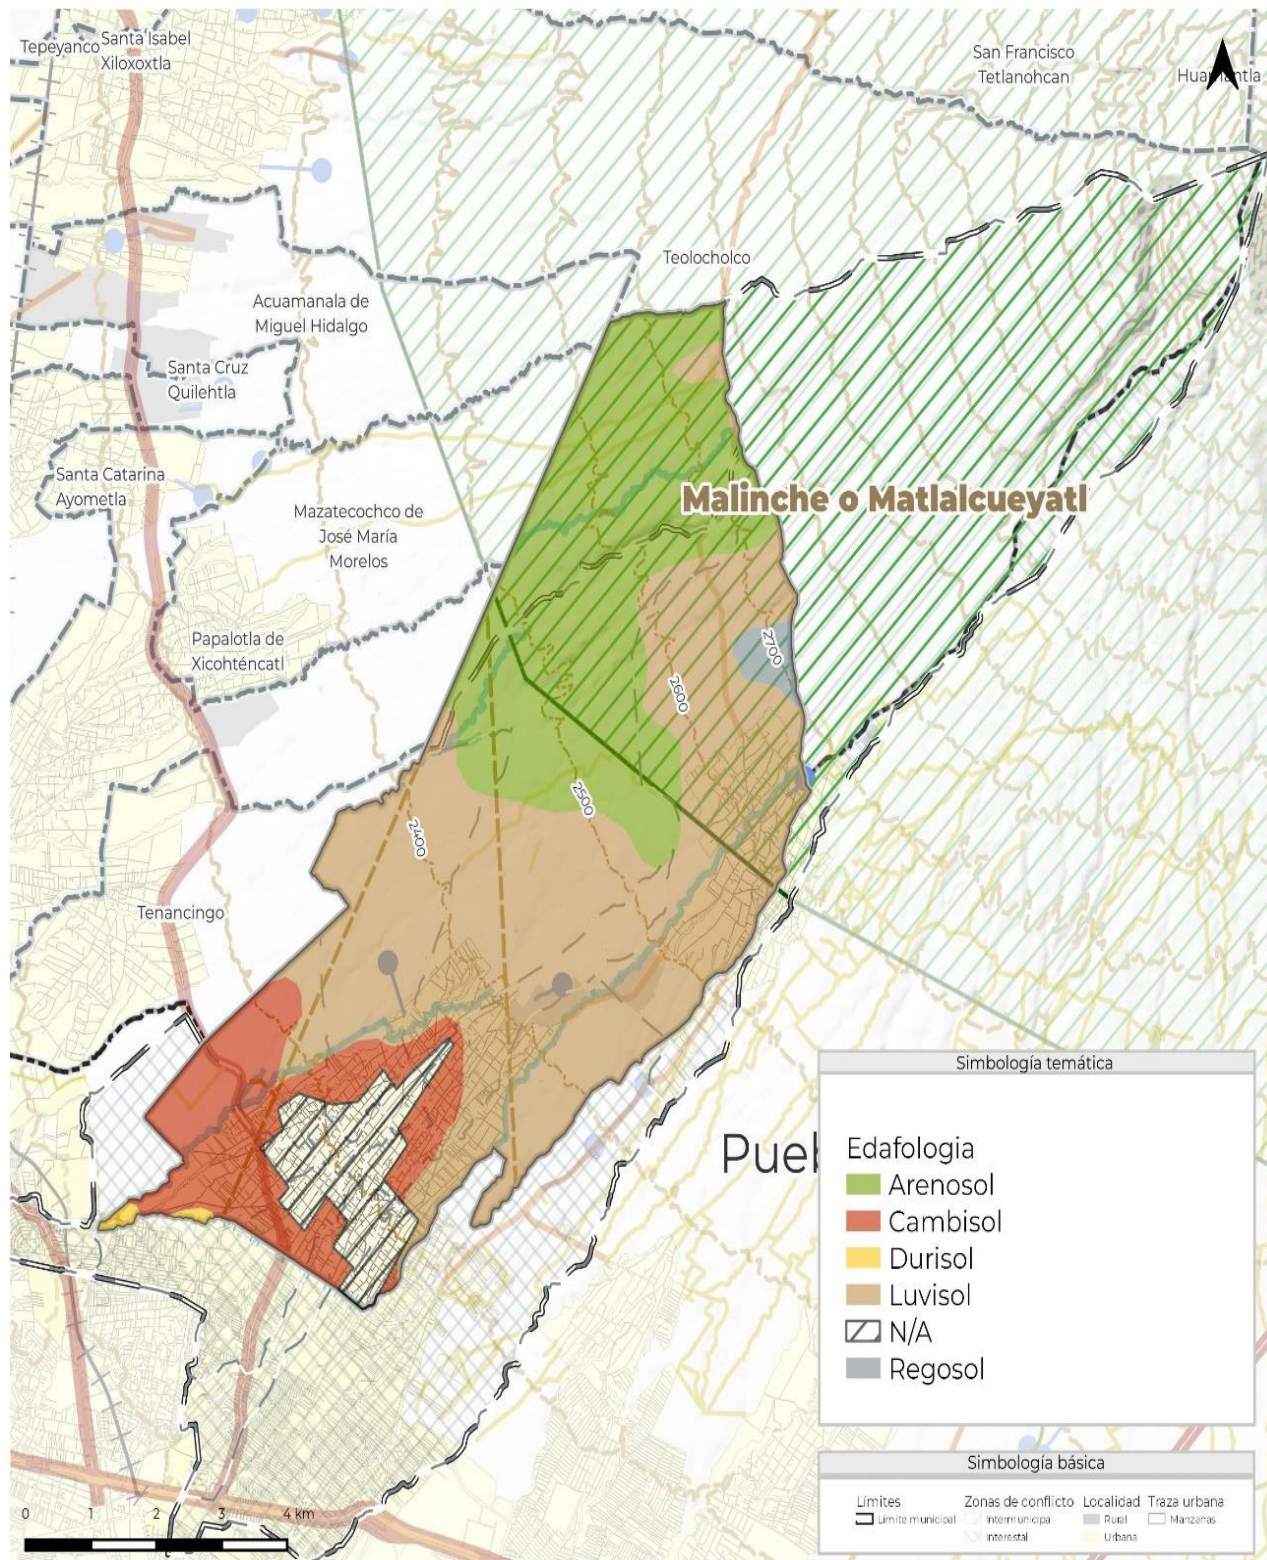 Tepeyanco
Santa Isabel
Xiloxoxtla
San Francisco
Tetlanohcan
Huamantla
Teolocholco
Acuamanala de
Miguel Hidalgo
Santa Cruz
Quilehtla
Santa Catarina
Ayometla
Malinche o Matlalcueyatl
Mazatecochco de
José María
Morelos
Papalotla de
Xicohténcatl
2700
2600
2500
2400
Tenancingo
Pueb
Simbología temática
Edafologia
Arenosol
Cambisol
Durisol
Luvisol
N/A
Regosol
Simbología básica
Límites
Límite municipal
Zonas de conflicto
Intermunicipa
Interestal
Localidad
Rural
Urbana
Traza urbana
Manzanas
0 1 2 3 4 km